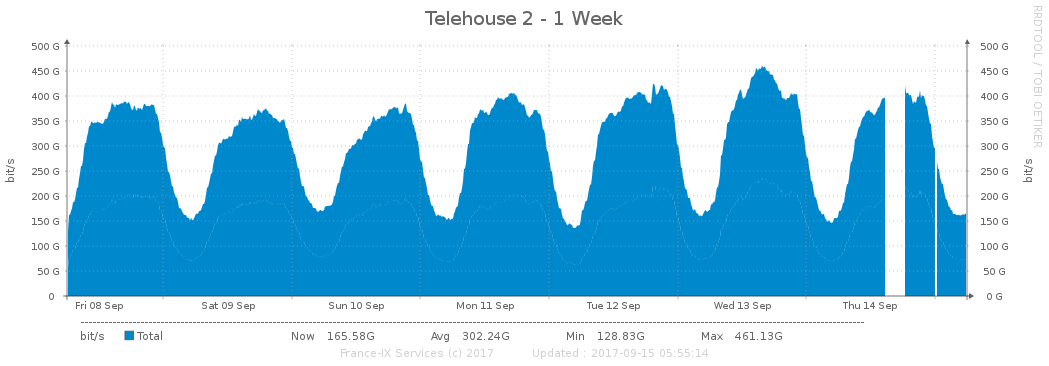 Telehouse 2 - 1 Week
RRDTOOL / TOBI OETIKER
500 G 500 G
450 G 450 G
400 G 400 G
350 G 350 G
300 G 300 G
250 G 250 G
200 G 200 G
150 G 150 G
100 G 100 G
50 G 50 G
0 0 G
bit/s bit/s
Fri 08 Sep Sat 09 Sep Sun 10 Sep Mon 11 Sep Tue 12 Sep Wed 13 Sep Thu 14 Sep
bit/s Total Now 165.58G Avg 302.24G Min 128.83G Max 461.13G
France-IX Services (c) 2017 Updated : 2017-09-15 05:55:14